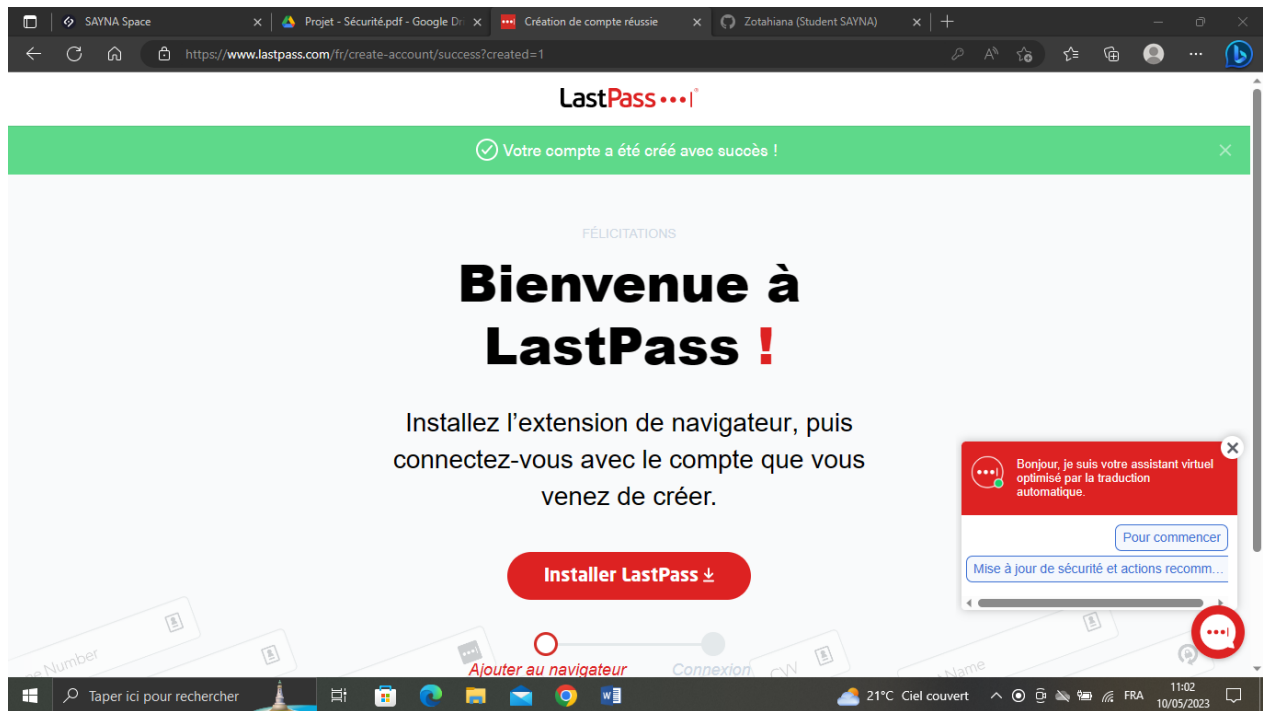 SAYNA Space
Projet - Sécurité.pdf - Google Dri
Création de compte réussie
Zotahiana (Student SAYNA)
https://www.lastpass.com/fr/create-account/success?created=1
LastPass
Votre compte a été créé avec succès !
FÉLICITATIONS
Bienvenue à
LastPass !
Installez l'extension de navigateur, puis
connectez-vous avec le compte que vous
venez de créer.
Installer LastPass
Bonjour, je suis votre assistant virtuel
optimisé par la traduction
automatique.
Pour commencer
Mise à jour de sécurité et actions recomm...
Number
Name
CVV
Ajouter au navigateur
Connexion
Taper ici pour rechercher
21°C Ciel couvert
FRA
11:02
10/05/2023